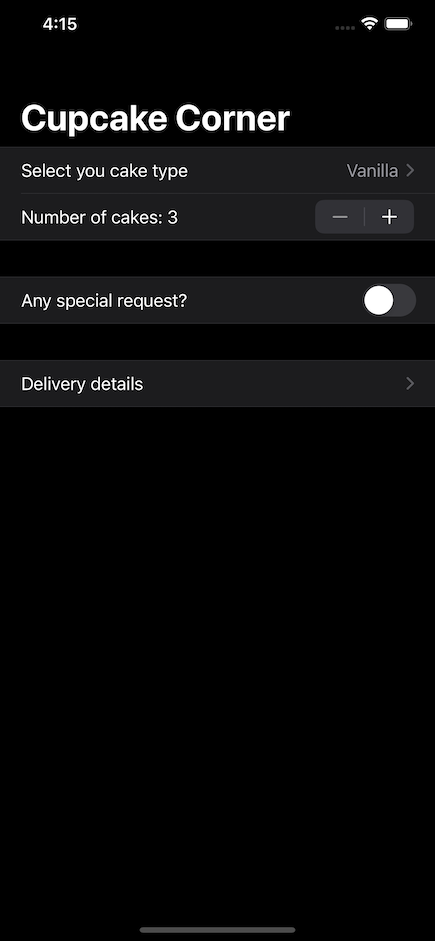 4:15
Cupcake Corner
Select you cake type
Vanilla
Number of cakes: 3
Any special request?
Delivery details